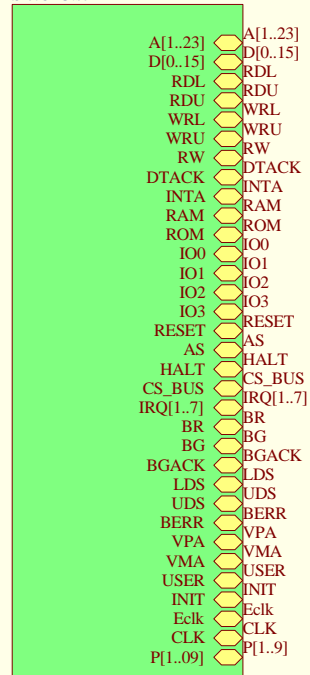 A[1..23] A[1..23]
D[0..15] D[0..15]
RDL RDL
RDU RDU
WRL WRL
WRU WRU
RW RW
DTACK DTACK
INTA INTA
RAM RAM
ROM ROM
IO0 IO0
IO1 IO1
IO2 IO2
IO3 IO3
RESET RESET
AS AS
HALT HALT
CS_BUS CS_BUS
IRQ[1..7] IRQ[1..7]
BR BR
BG BG
BGACK BGACK
LDS LDS
UDS UDS
BERR BERR
VPA VPA
VMA VMA
USER USER
INIT INIT
Eclk Eclk
CLK CLK
P[1..09] P[1..9]